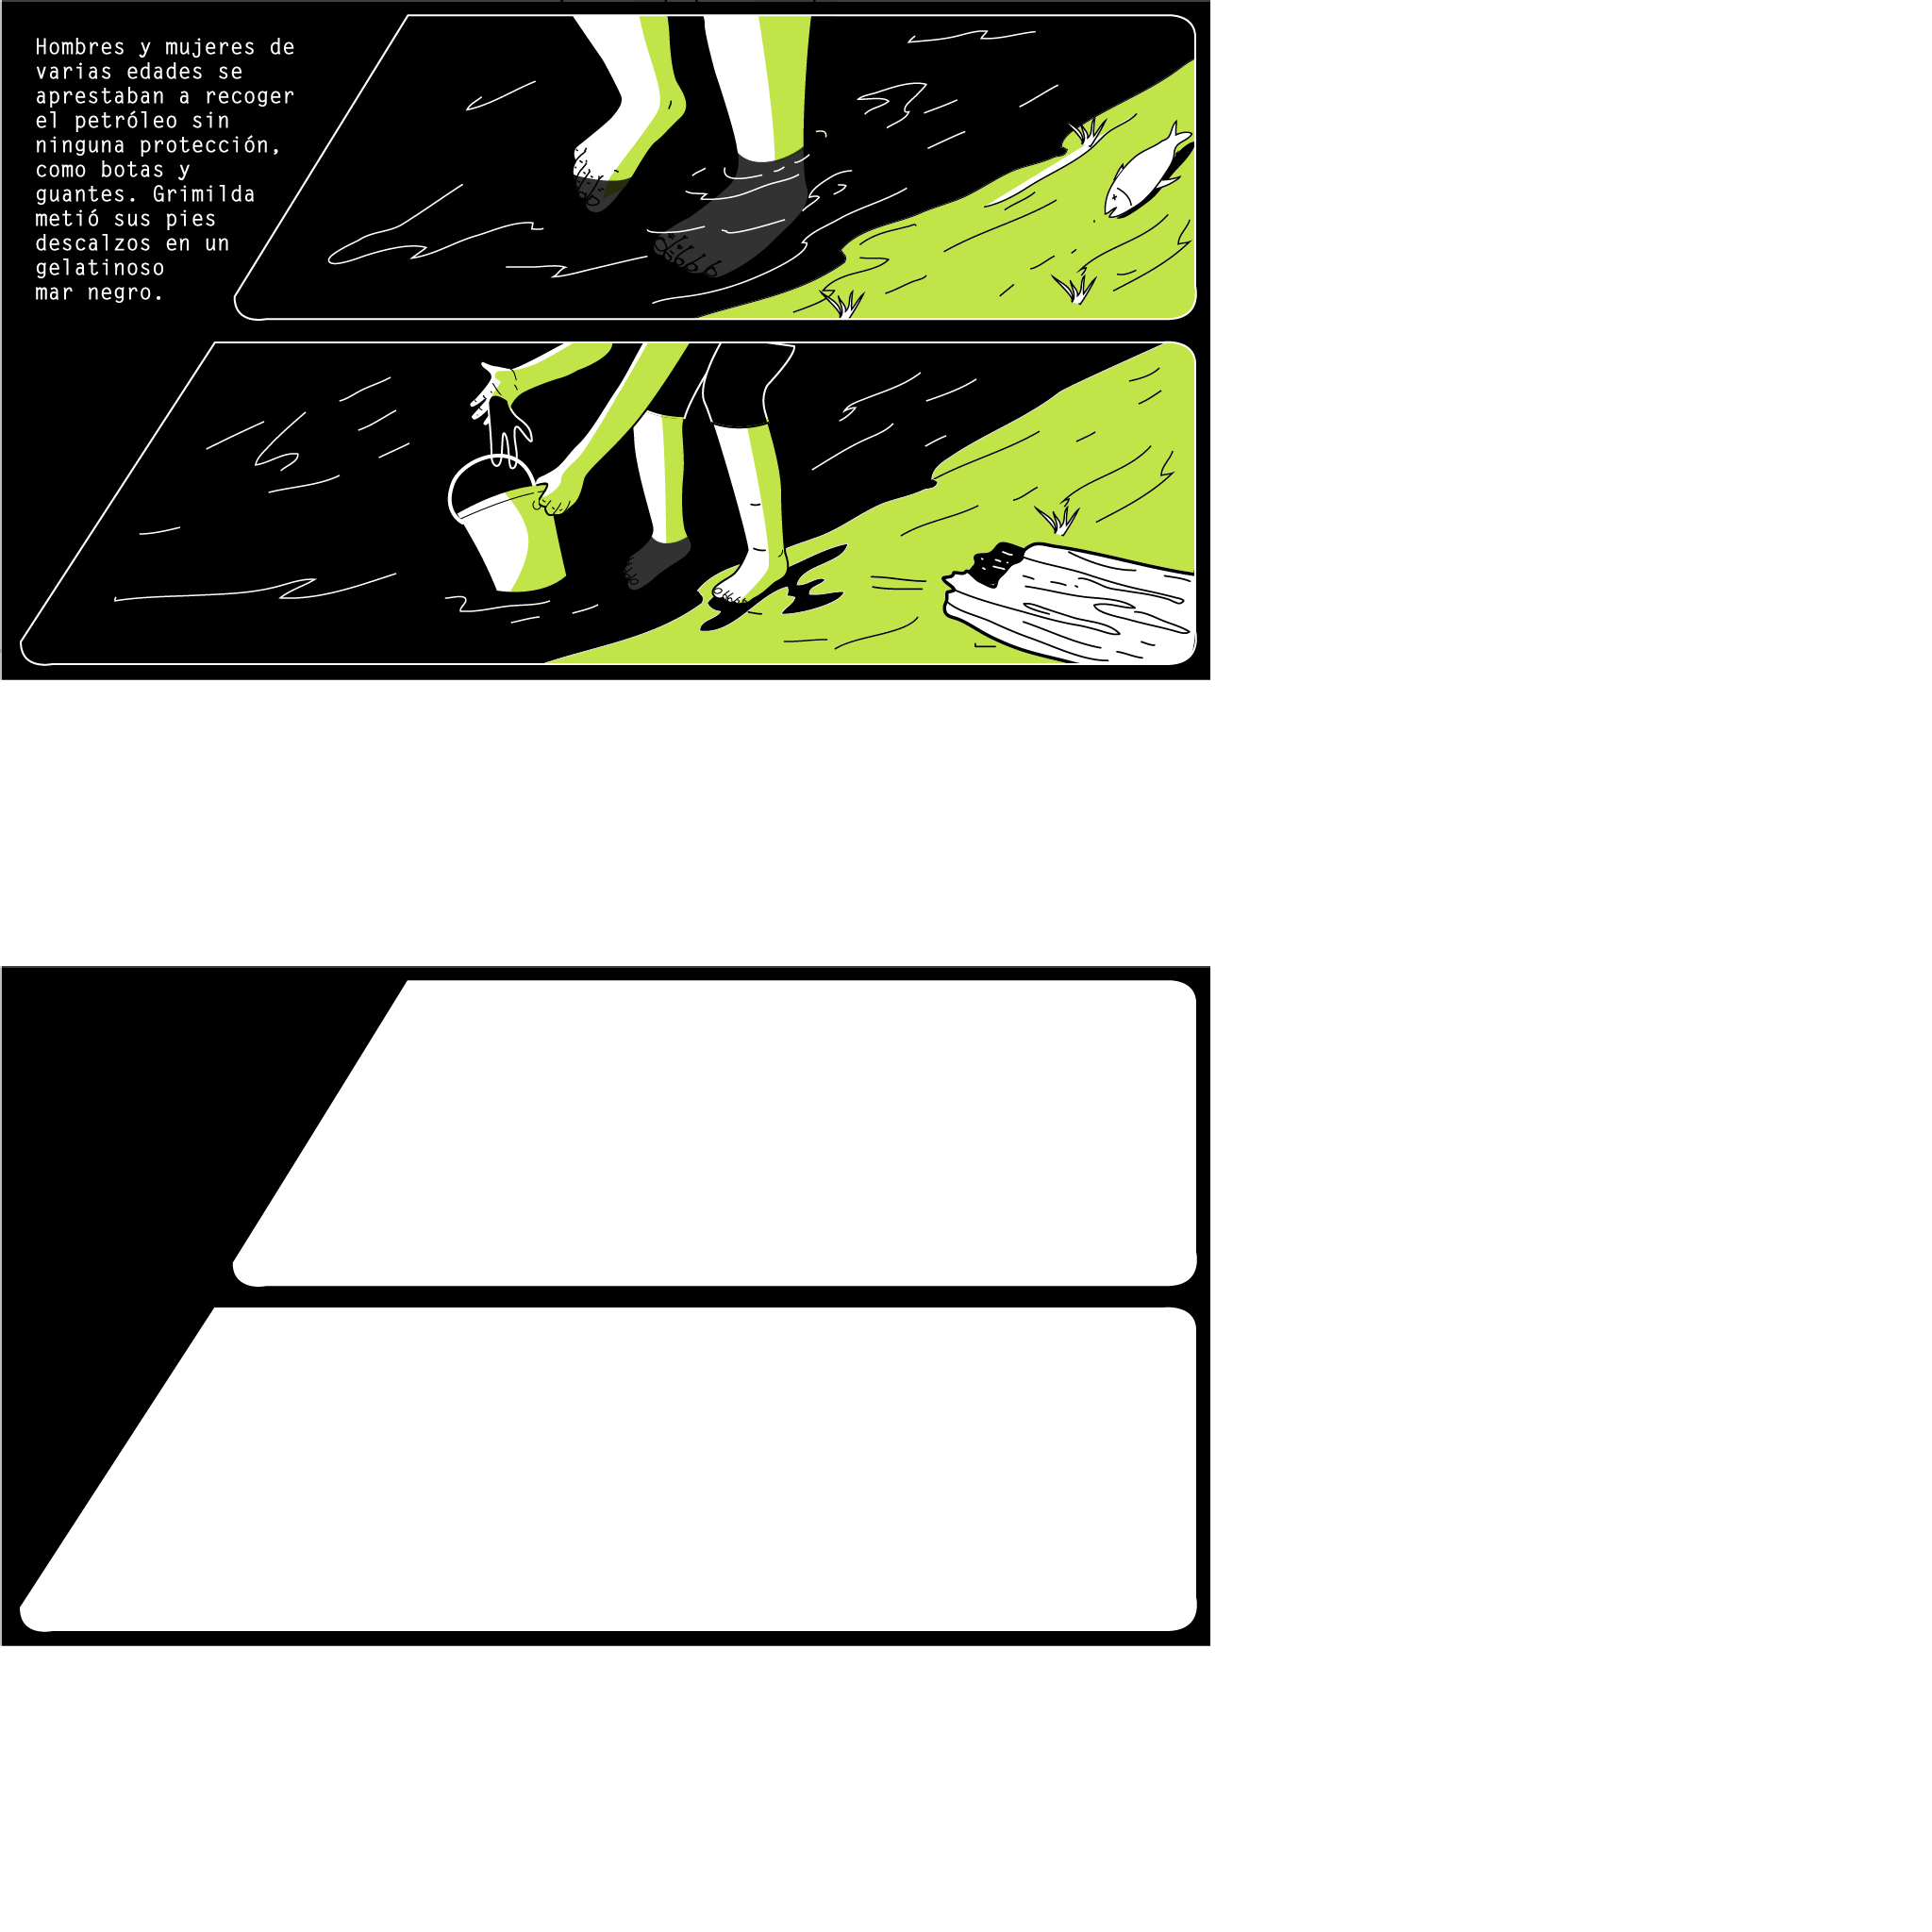 Hombres y mujeres de
varias edades se
aprestaban a recoger
el petróleo sin
ninguna protección,
como botas y
guantes. Grimilda
metió sus pies
descalzos en un
gelatinoso
mar negro.